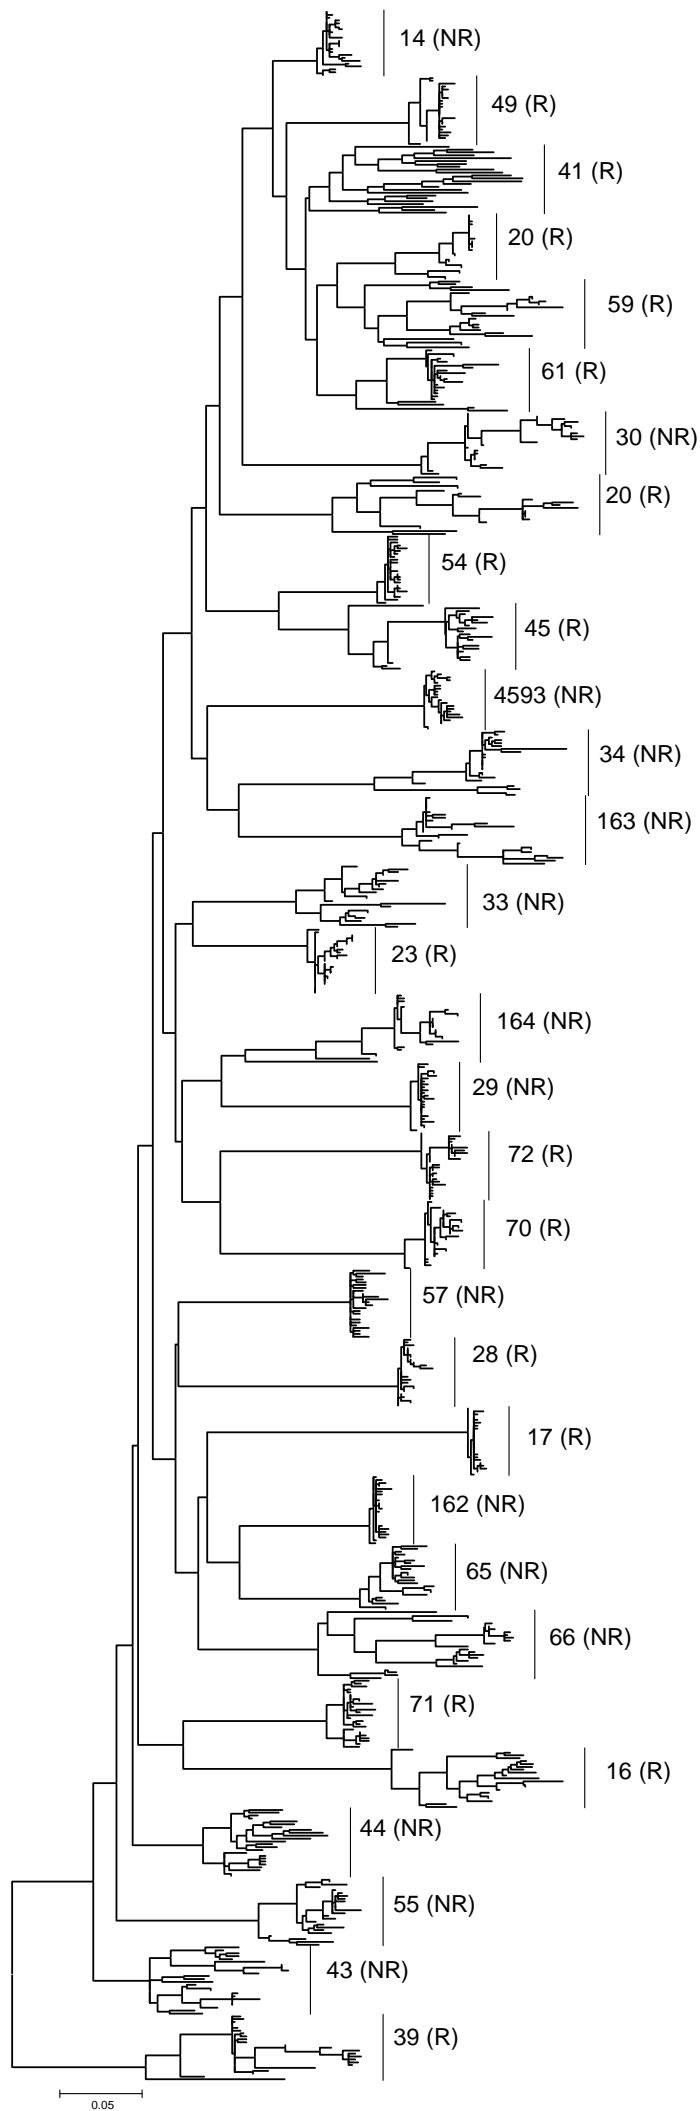 14 (NR)
49 (R)
41 (R)
20 (R)
59 (R)
61 (R)
30 (NR)
20 (R)
54 (R)
45 (R)
4593 (NR)
34 (NR)
163 (NR)
33 (NR)
23 (R)
164 (NR)
29 (NR)
72 (R)
70 (R)
57 (NR)
28 (R)
17 (R)
162 (NR)
65 (NR)
66 (NR)
71 (R)
16 (R)
44 (NR)
55 (NR)
43 (NR)
39 (R)
0.05